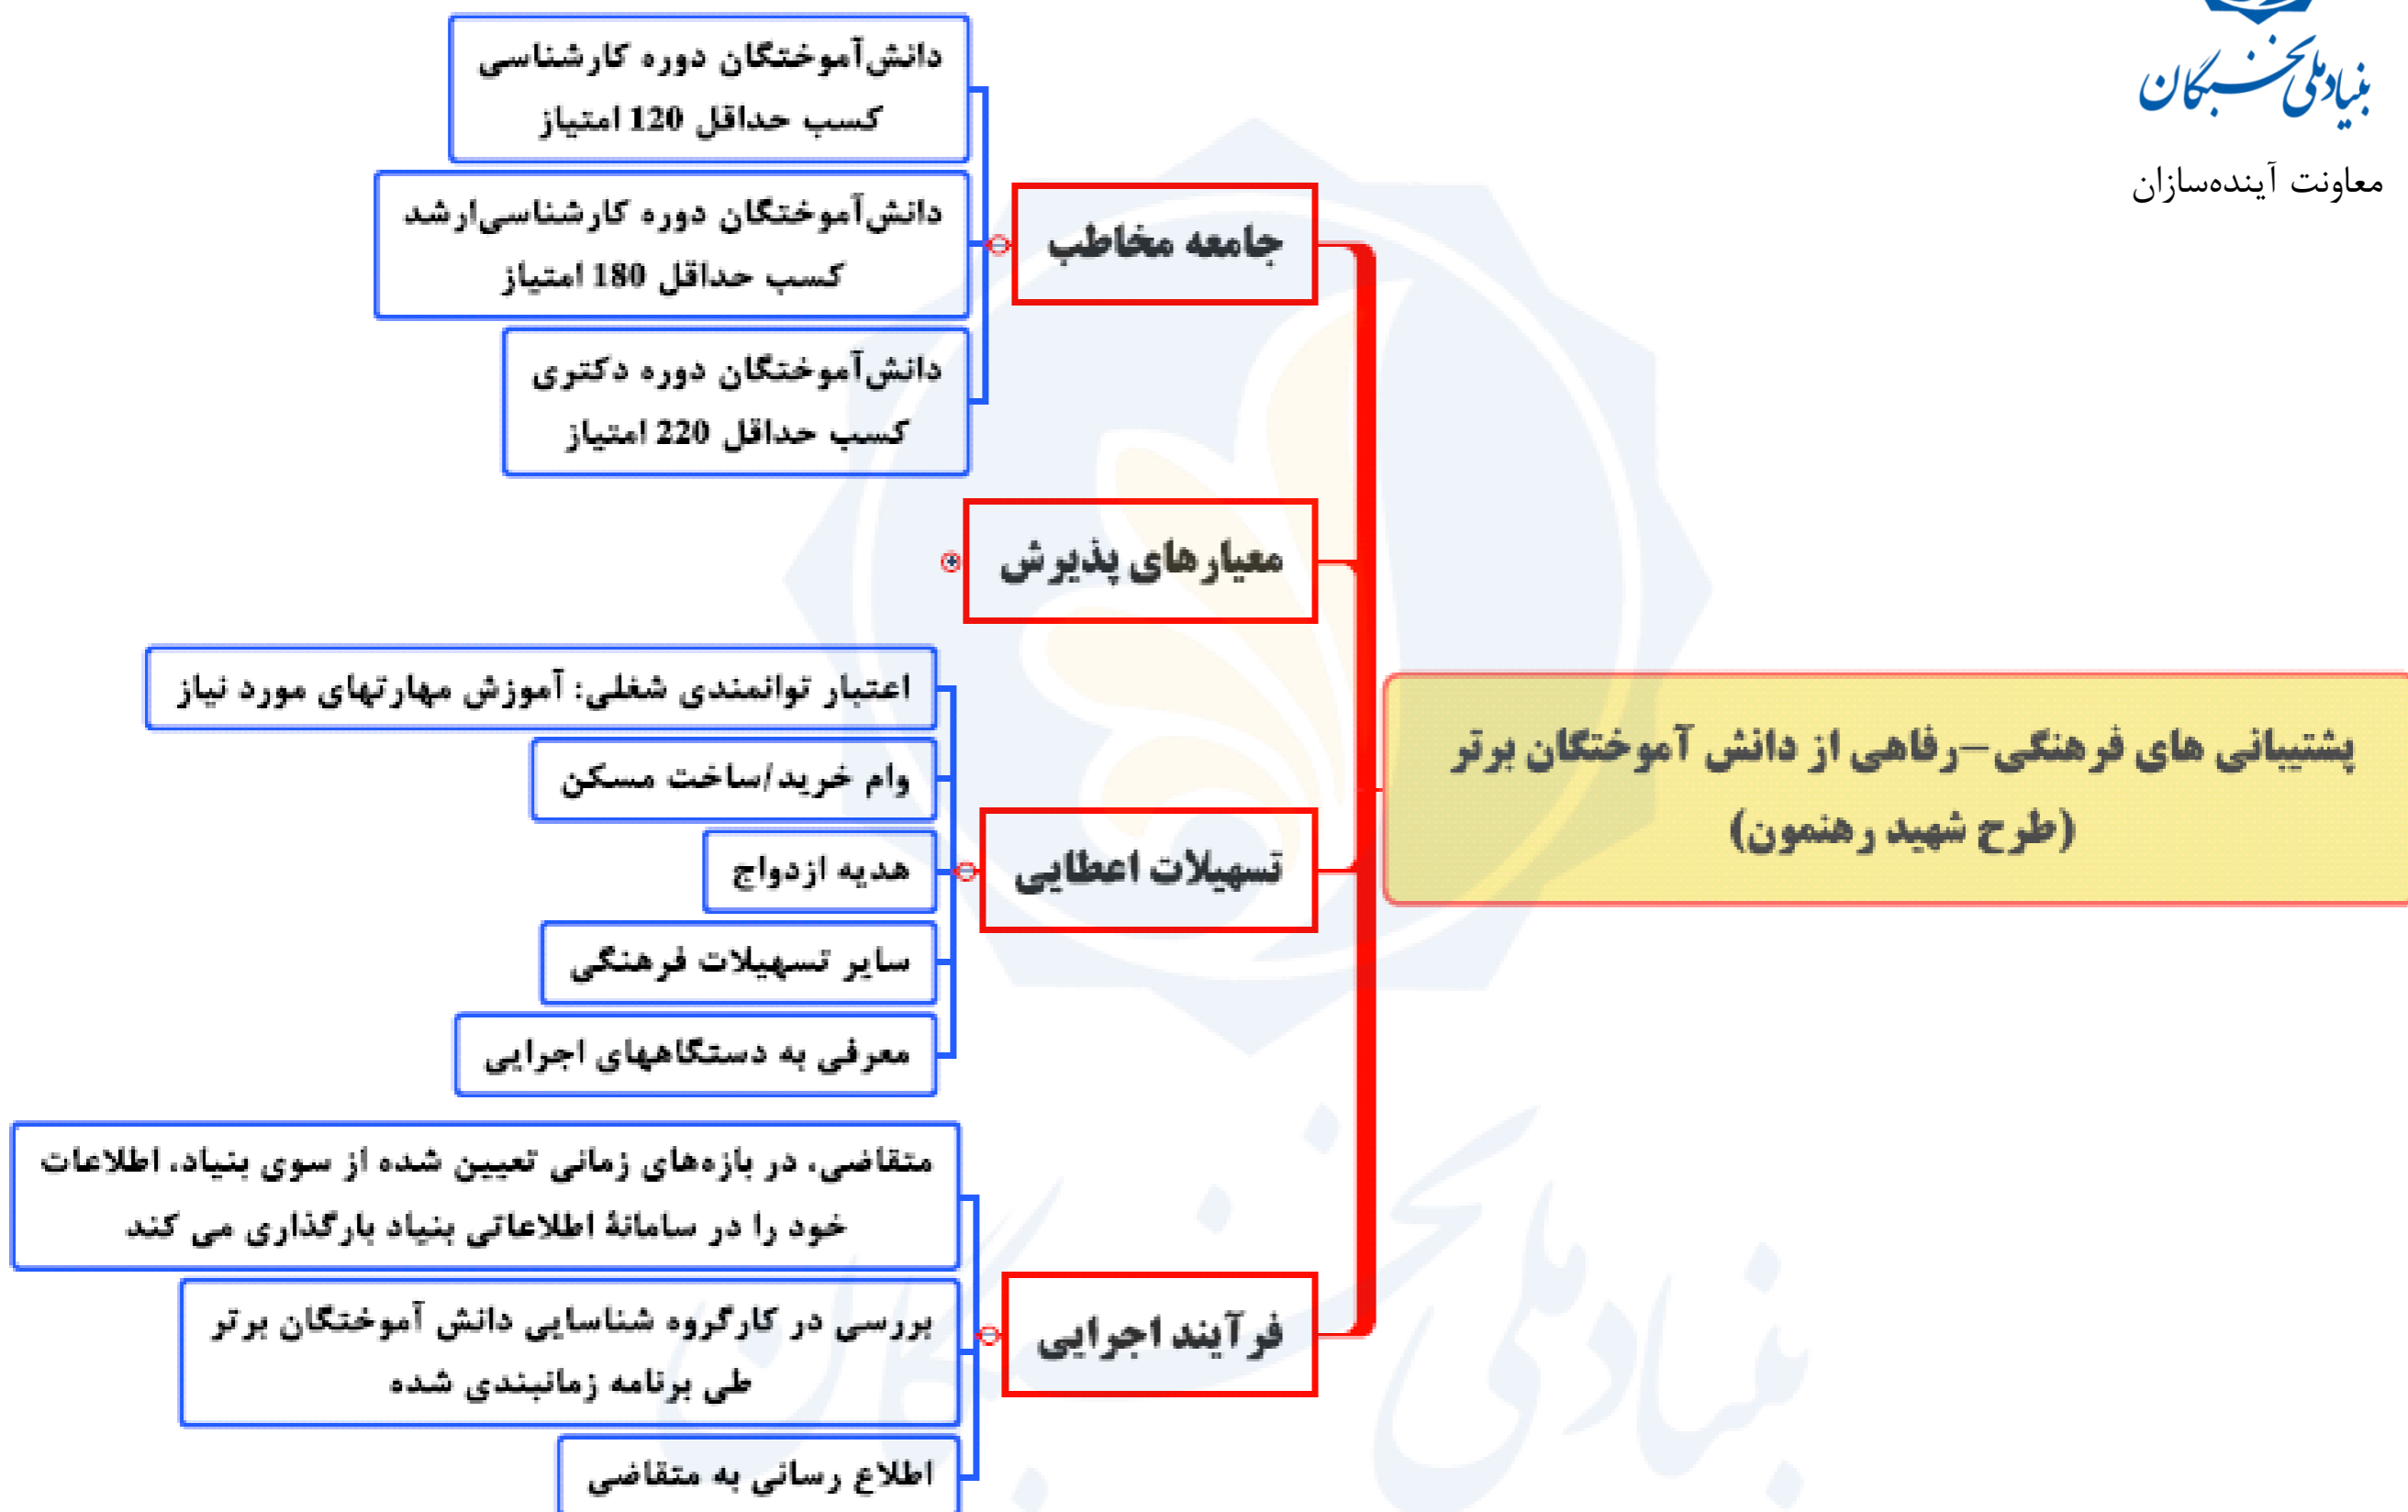 بنیاد ملی نخبگان
معاونت آینده‌سازان
پشتیبانی های فرهنگی–رفاهی از دانش آموختگان برتر
(طرح شهید رهنمون)
جامعه مخاطب
دانش‌آموختگان دوره کارشناسی
کسب حداقل 120 امتیاز
دانش‌آموختگان دوره کارشناسی‌ارشد
کسب حداقل 180 امتیاز
دانش‌آموختگان دوره دکتری
کسب حداقل 220 امتیاز
معیارهای پذیرش
تسهیلات اعطایی
اعتبار توانمندی شغلی: آموزش مهارتهای مورد نیاز
وام خرید/ساخت مسکن
هدیه ازدواج
سایر تسهیلات فرهنگی
معرفی به دستگاههای اجرایی
فرآیند اجرایی
متقاضی، در بازه‌های زمانی تعیین شده از سوی بنیاد، اطلاعات
خود را در سامانۀ اطلاعاتی بنیاد بارگذاری می کند
بررسی در کارگروه شناسایی دانش آموختگان برتر
طی برنامه زمانبندی شده
اطلاع رسانی به متقاضی
بنیاد ملی نخبگان